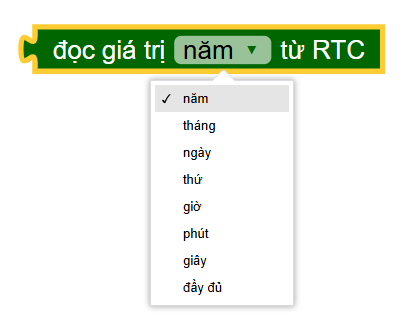 đọc giá trị năm ▼ từ RTC
✓ năm
tháng
ngày
thứ
giờ
phút
giây
đầy đủ